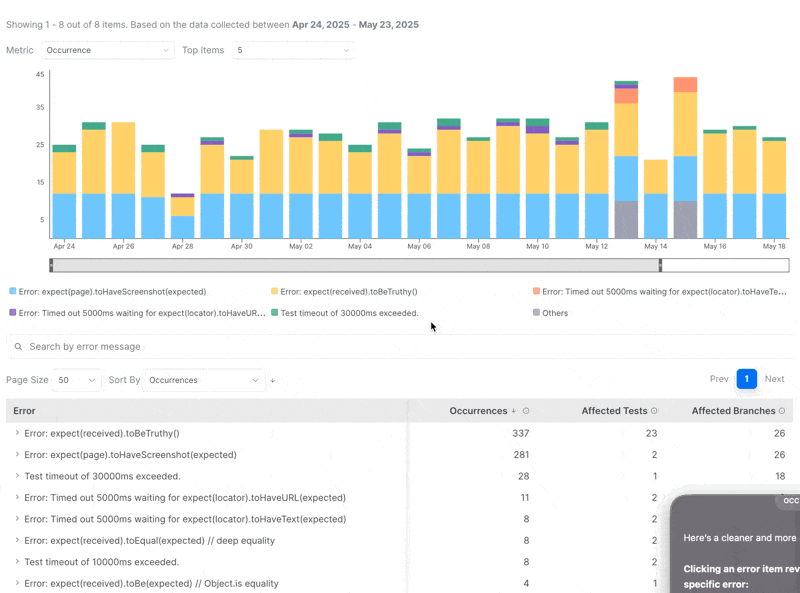 Showing 1 - 8 out of 8 items. Based on the data collected between Apr 24, 2025 - May 23, 2025
Metric Occurrence Top Items 5
45
35
25
15
5
Apr 24 Apr 26 Apr 28 Apr 30 May 02 May 04 May 06 May 08 May 10 May 12 May 14 May 16 May 18
Error: expect(page).toHaveScreenshot(expected) Error: expect(received).toBeTruthy() Error: Timed out 5000ms waiting for expect(locator).toHaveTe...
Error: Timed out 5000ms waiting for expect(locator).toHaveUR... Test timeout of 30000ms exceeded. Others
Search by error message
Page Size 50 Sort By Occurrences ↓ Prev 1 Next
Error Occurrences ↓ Affected Tests Affected Branches
Error: expect(received).toBeTruthy() 337 23 26
Error: expect(page).toHaveScreenshot(expected) 281 2 26
Test timeout of 30000ms exceeded. 28 1 18
Error: Timed out 5000ms waiting for expect(locator).toHaveURL(expected) 11 2
Error: Timed out 5000ms waiting for expect(locator).toHaveText(expected) 8 2
Error: expect(received).toEqual(expected) // deep equality 8 2
Test timeout of 10000ms exceeded. 8 2
Error: expect(received).toBe(expected) // Object.is equality 4 1
occ
Here's a cleaner and more
Clicking an error item rev
specific error: